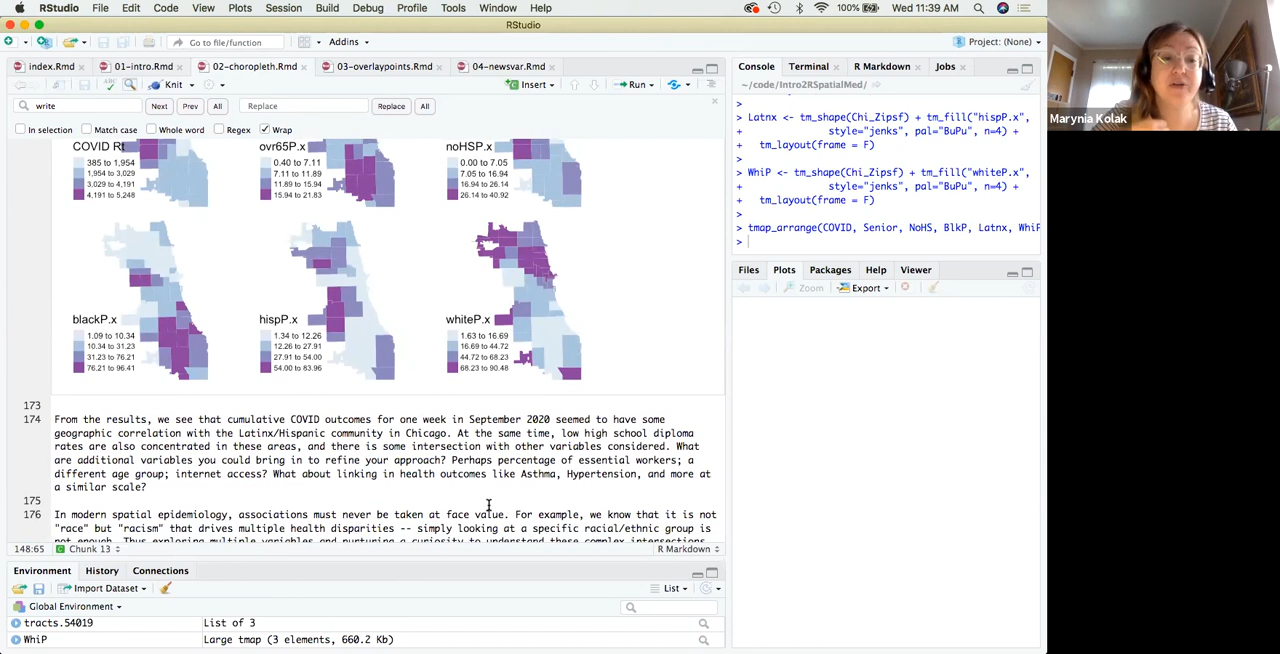 RStudio File Edit Code View Plots Session Build Debug Profile Tools Window Help 100% Wed 11:39 AM
RStudio
Go to file/function Addins Project: (None)
index.Rmd 01-intro.Rmd 02-choropleth.Rmd 03-overlaypoints.Rmd 04-newsvar.Rmd
ABC Knit Insert Run
write Next Prev All Replace Replace All
In selection Match case Whole word Regex Wrap
COVID Rt
385 to 1,954
1,954 to 3,029
3,029 to 4,191
4,191 to 5,248
ovr65P.x
0.40 to 7.11
7.11 to 11.89
11.89 to 15.94
15.94 to 21.83
noHSP.x
0.00 to 7.05
7.05 to 16.94
16.94 to 26.14
26.14 to 40.92
blackP.x
1.09 to 10.34
10.34 to 31.23
31.23 to 76.21
76.21 to 96.41
hispP.x
1.34 to 12.26
12.26 to 27.91
27.91 to 54.00
54.00 to 83.96
whiteP.x
1.63 to 16.69
16.69 to 44.72
44.72 to 68.23
68.23 to 90.48
173
174 From the results, we see that cumulative COVID outcomes for one week in September 2020 seemed to have some
geographic correlation with the Latinx/Hispanic community in Chicago. At the same time, low high school diploma
rates are also concentrated in these areas, and there is some intersection with other variables considered. What
are additional variables you could bring in to refine your approach? Perhaps percentage of essential workers; a
different age group; internet access? What about linking in health outcomes like Asthma, Hypertension, and more at
a similar scale?
175
176 In modern spatial epidemiology, associations must never be taken at face value. For example, we know that it is not
"race" but "racism" that drives multiple health disparities -- simply looking at a specific racial/ethnic group is
not enough. Thus exploring multiple variables and nurturing a curiosity to understand these complex intersections
148:65 Chunk 13 R Markdown
Environment History Connections
Import Dataset List
Global Environment
tracts.54019 List of 3
WhiP Large tmap (3 elements, 660.2 Kb)
Console Terminal R Markdown Jobs
~/code/Intro2RSpatialMed/
>
> Latnx <- tm_shape(Chi_Zipsf) + tm_fill("hispP.x",
+ style="jenks", pal="BuPu", n=4) +
+ tm_layout(frame = F)
>
> WhiP <- tm_shape(Chi_Zipsf) + tm_fill("whiteP.x",
+ style="jenks", pal="BuPu", n=4) +
+ tm_layout(frame = F)
>
> tmap_arrange(COVID, Senior, NoHS, BlkP, Latnx, WhiP
>
Files Plots Packages Help Viewer
Zoom Export
Marynia Kolak